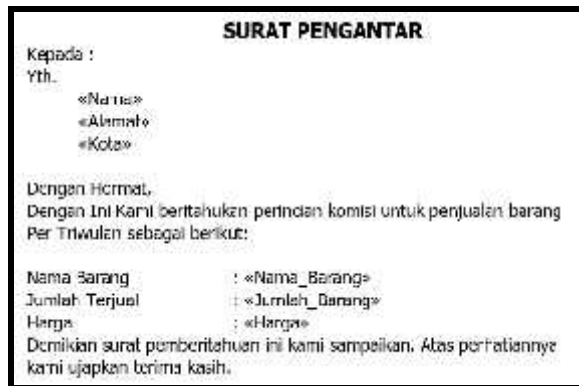 SURAT PENGANTAR
Kepada :
Yth.
«Nama»
«Alamat»
«Kota»
Dengan Hormat,
Dengan Ini Kami beritahukan perincian komisi untuk penjualan barang
Per Triwulan sebagai berikut:
Nama Barang : «Nama_Barang»
Jumlah Terjual : «Jumlah_Barang»
Harga : «Harga»
Demikian surat pemberitahuan ini kami sampaikan. Atas perhatiannya
kami ujapkan terima kasih.